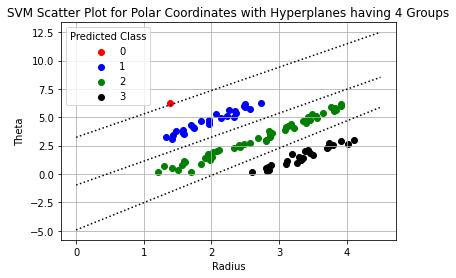 SVM Scatter Plot for Polar Coordinates with Hyperplanes having 4 Groups
12.5
10.0
7.5
5.0
2.5
0.0
−2.5
−5.0
Theta
Predicted Class
0
1
2
3
0 1 2 3 4
Radius